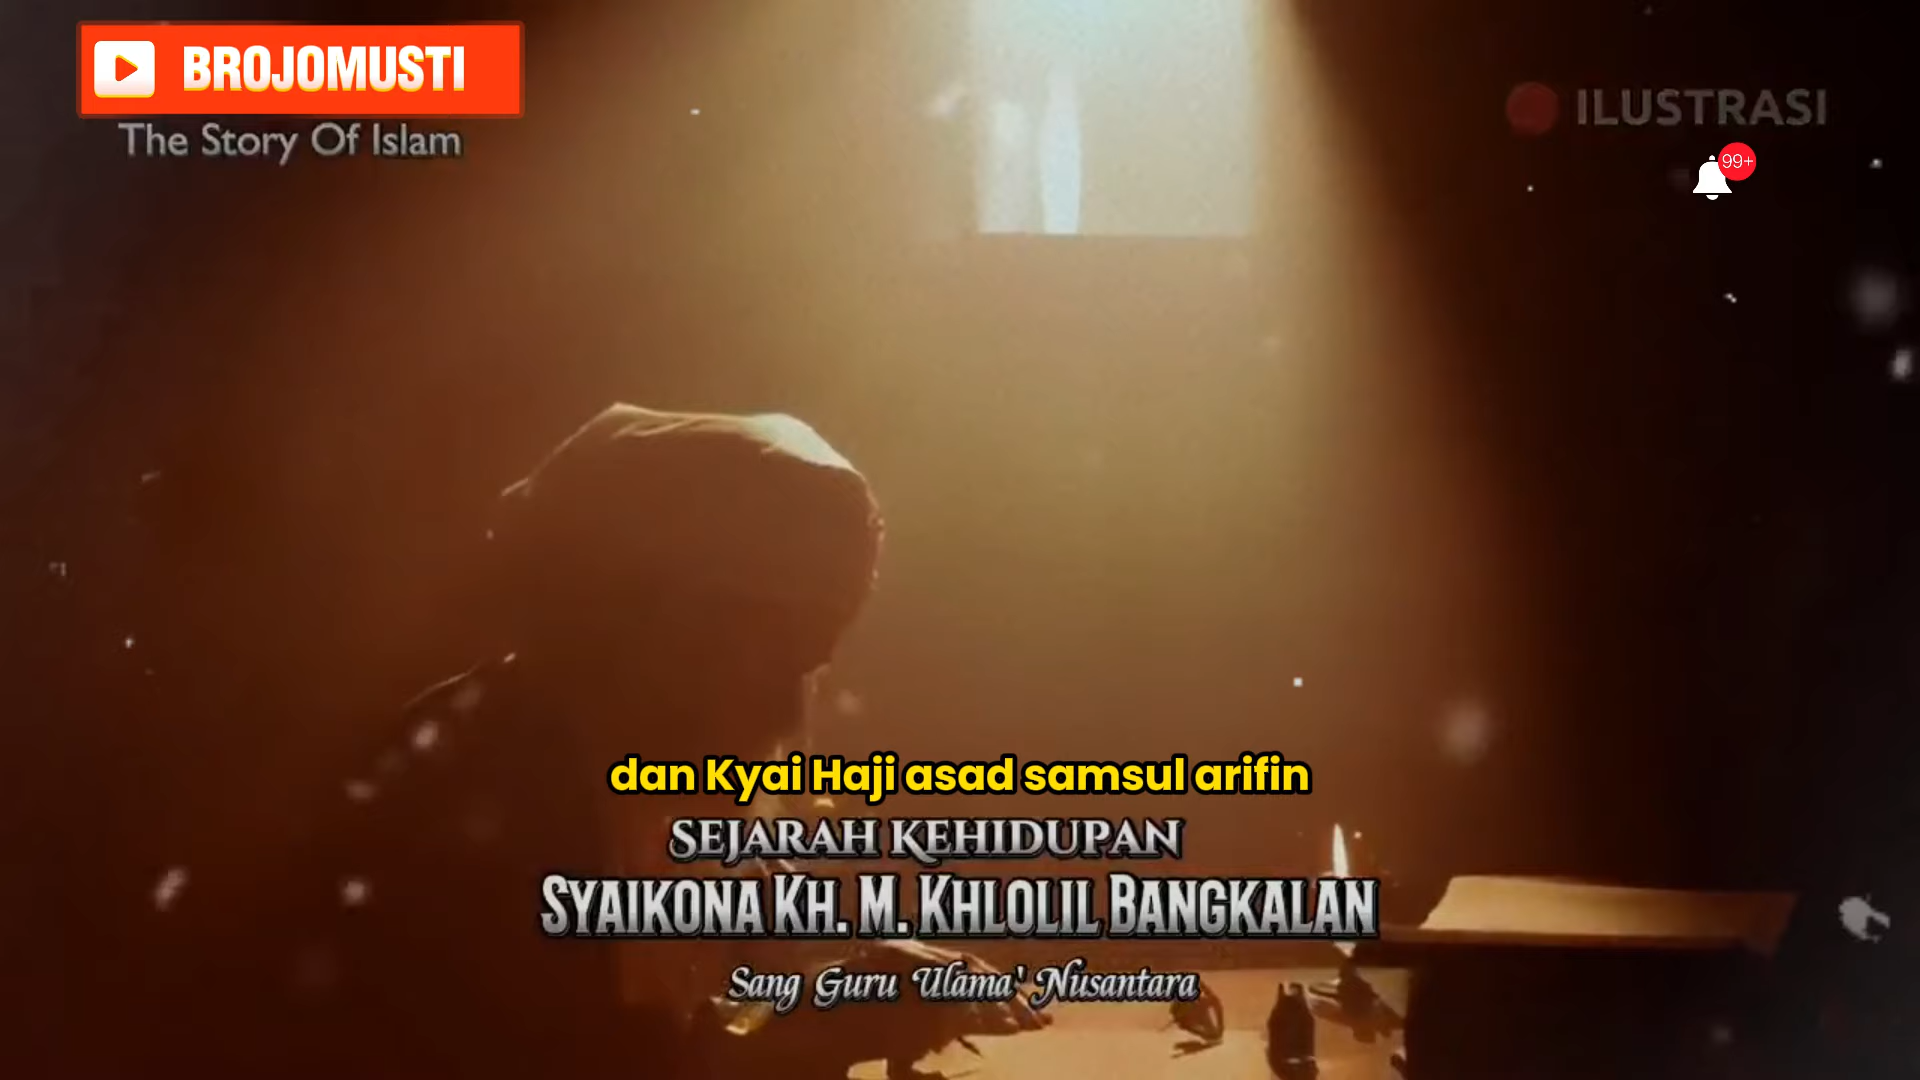 BROJOMUSTI
The Story Of Islam
ILUSTRASI
99+
dan Kyai Haji asad samsul arifin
SEJARAH KEHIDUPAN
SYAIKONA KH. M. KHLOLIL BANGKALAN
Sang Guru Ulama' Nusantara